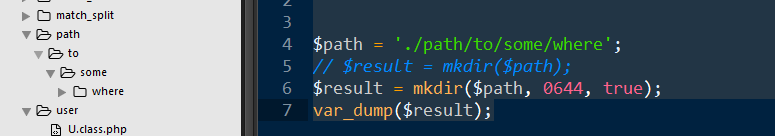 match_split
path
to
some
where
user
U.class.php
2
3
4 $path = './path/to/some/where';
5 // $result = mkdir($path);
6 $result = mkdir($path, 0644, true);
7 var_dump($result);